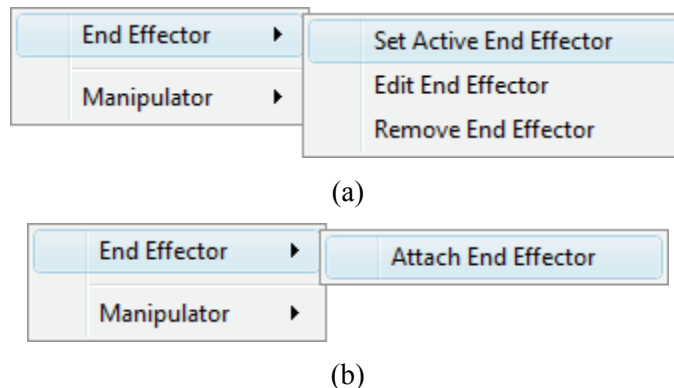 End Effector
Manipulator
Set Active End Effector
Edit End Effector
Remove End Effector
(a)
End Effector
Manipulator
Attach End Effector
(b)